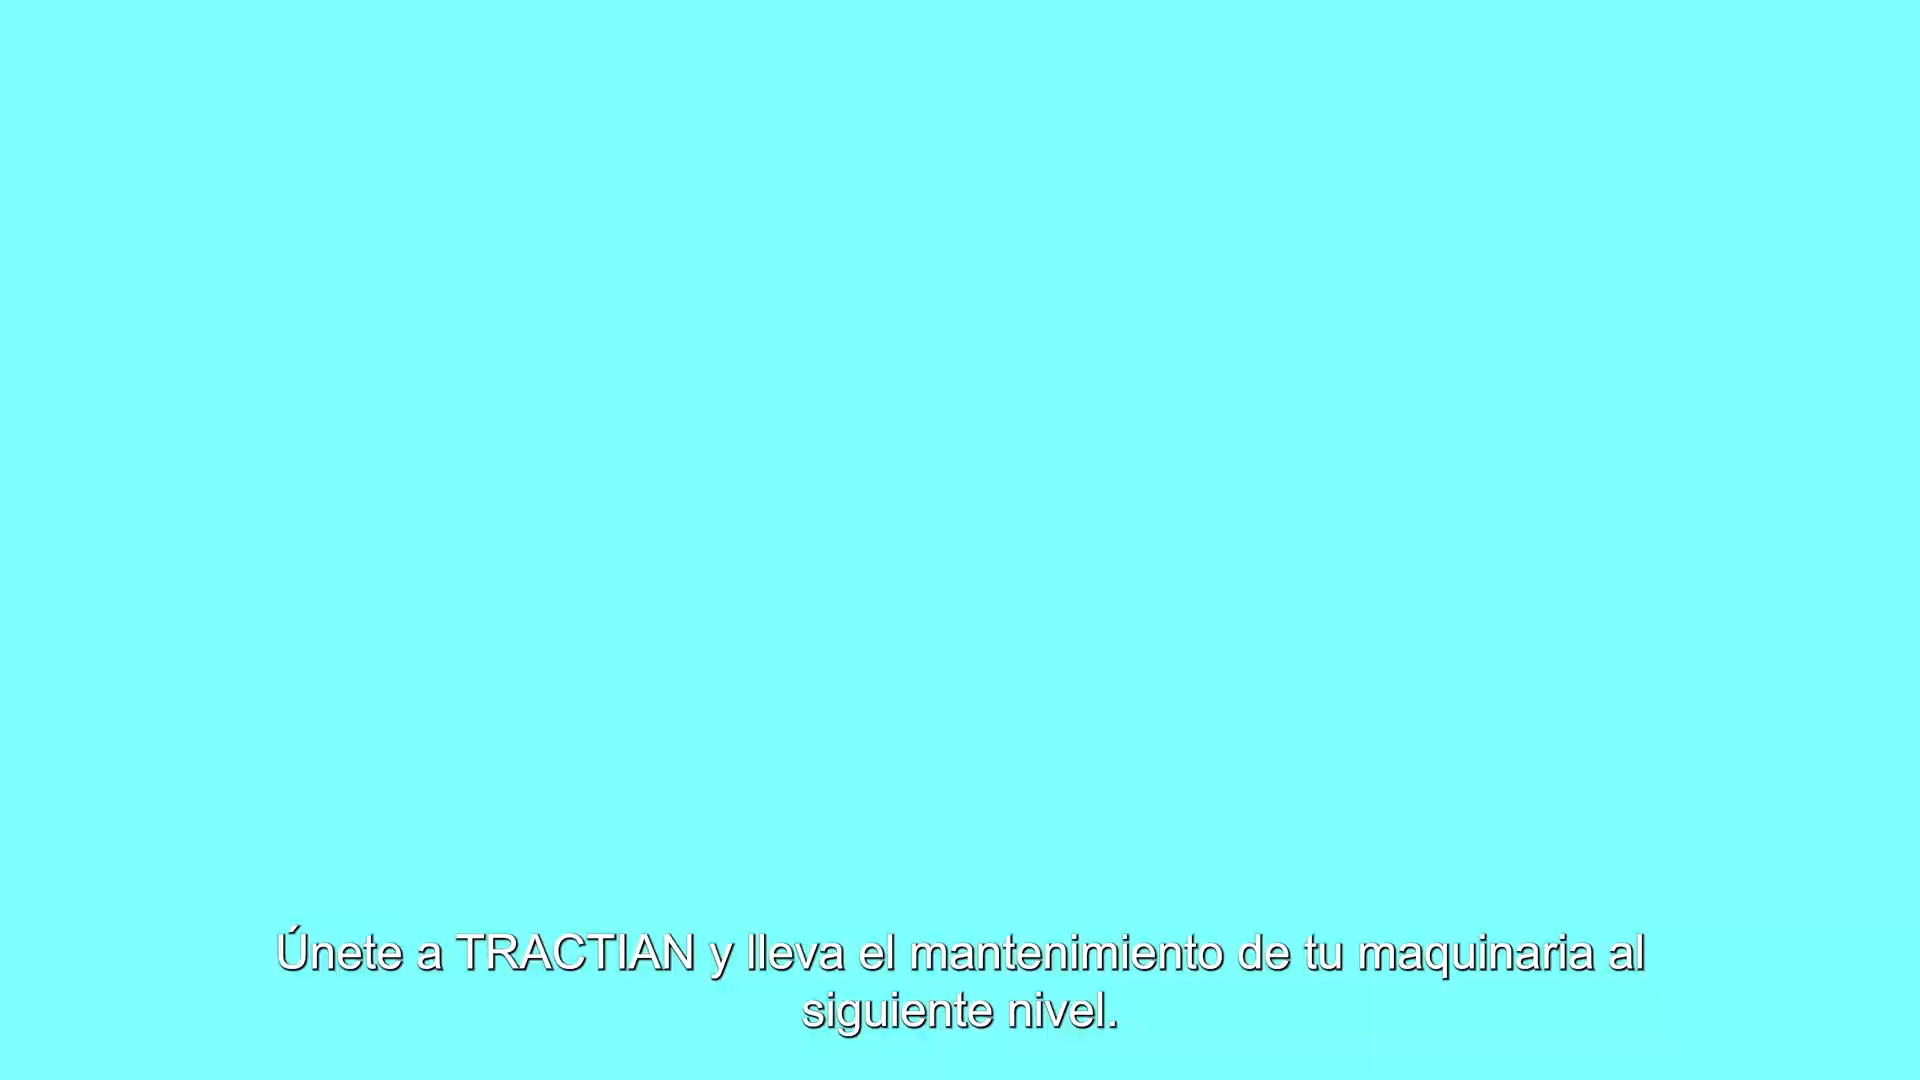 Únete a TRACTIAN y lleva el mantenimiento de tu maquinaria al
siguiente nivel.